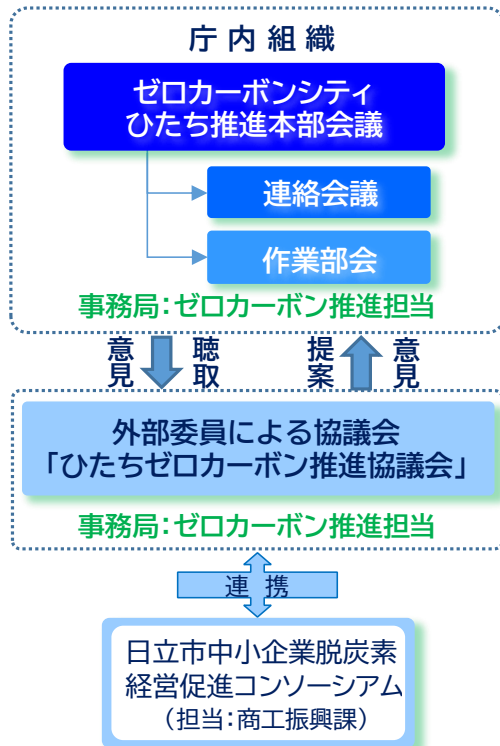 庁内組織
ゼロカーボンシティ
ひたち推進本部会議
連絡会議
作業部会
事務局：ゼロカーボン推進担当
意見 聴取
提案 意見
外部委員による協議会
「ひたちゼロカーボン推進協議会」
事務局：ゼロカーボン推進担当
連携
日立市中小企業脱炭素
経営促進コンソーシアム
（担当：商工振興課）